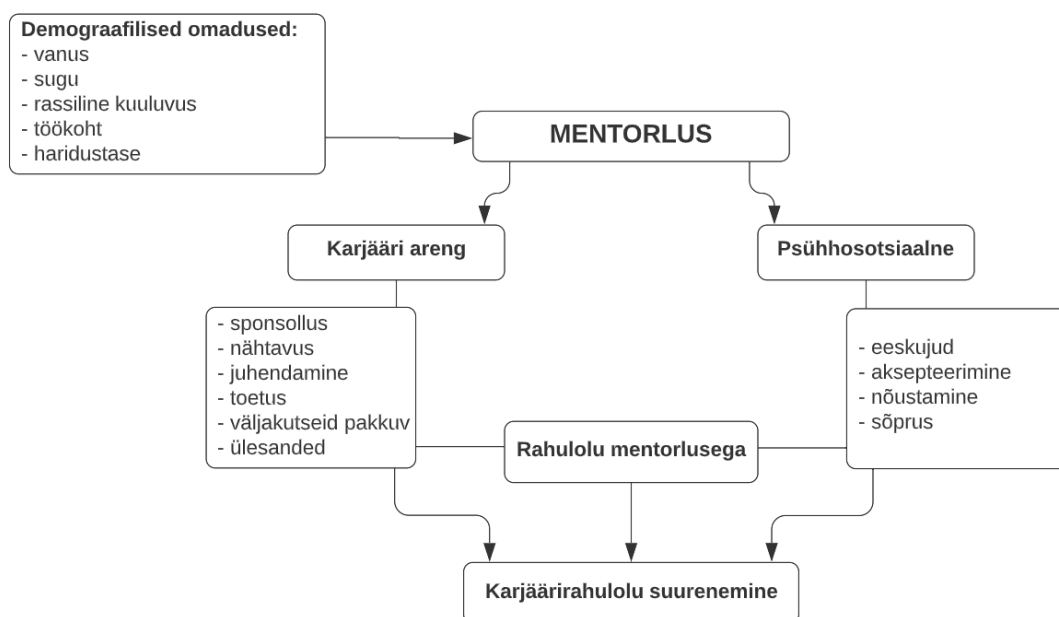 Demograafilised omadused:
- vanus
- sugu
- rassiline kuuluvus
- töökoht
- haridustase
MENTORLUS
Karjääri areng
Psühhosotsiaalne
- sponsollus
- nähtavus
- juhendamine
- toetus
- väljakutseid pakkuv
- ülesanded
- eeskujud
- aksepteerimine
- nõustamine
- sõprus
Rahulolu mentorlusega
Karjäärirahulolu suurenemine